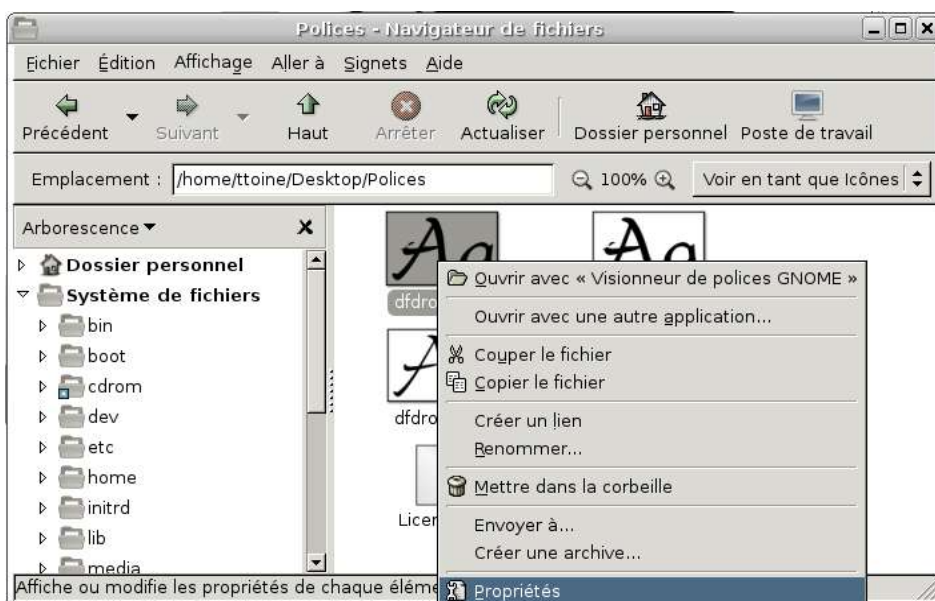 Polices - Navigateur de fichiers
Fichier Édition Affichage Aller à Signets Aide
Précédent Suivant Haut Arrêter Actualiser Dossier personnel Poste de travail
Emplacement : /home/ttoine/Desktop/Polices 100% Voir en tant que Icônes
Arborescence
Dossier personnel
Système de fichiers
bin
boot
cdrom
dev
etc
home
initrd
lib
media
Aa
Aa
dfdro
dfdro
Licen
Ouvrir avec « Visionneur de polices GNOME »
Ouvrir avec une autre application...
Couper le fichier
Copier le fichier
Créer un lien
Renommer...
Mettre dans la corbeille
Envoyer à...
Créer une archive...
Propriétés
Affiche ou modifie les propriétés de chaque éléme